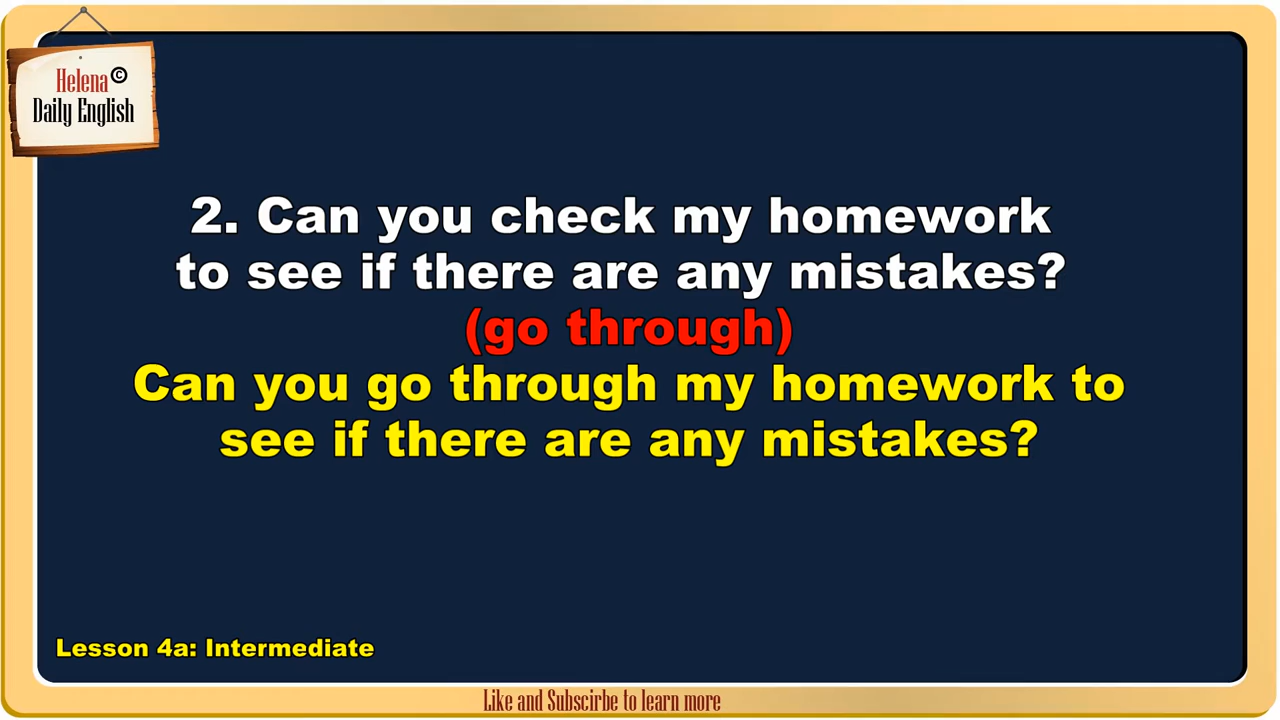 Helena ©
Daily English
2. Can you check my homework
to see if there are any mistakes?
(go through)
Can you go through my homework to
see if there are any mistakes?
Lesson 4a: Intermediate
Like and Subscirbe to learn more